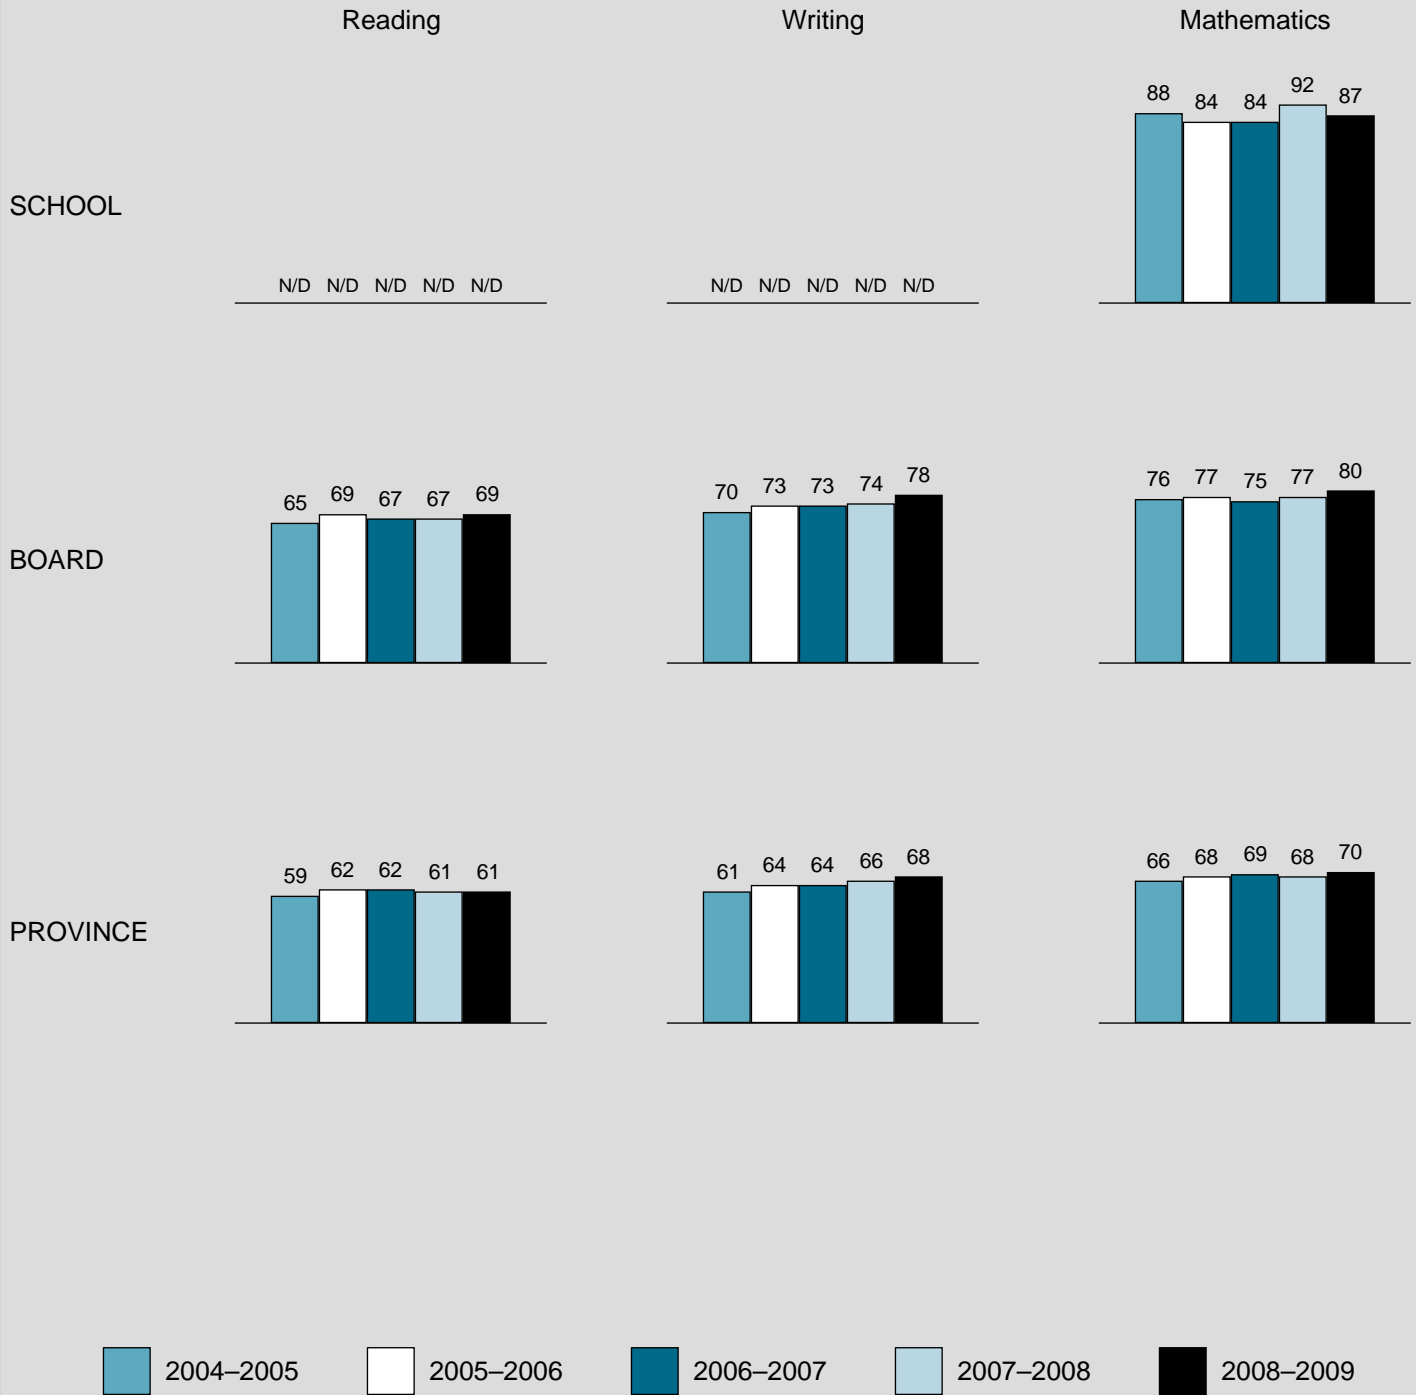 Reading Writing Mathematics
88 84 84 92 87
SCHOOL
N/D N/D N/D N/D N/D N/D N/D N/D N/D N/D
65 69 67 67 69 70 73 73 74 78 76 77 75 77 80
BOARD
59 62 62 61 61 61 64 64 66 68 66 68 69 68 70
PROVINCE
2004–2005 2005–2006 2006–2007 2007–2008 2008–2009